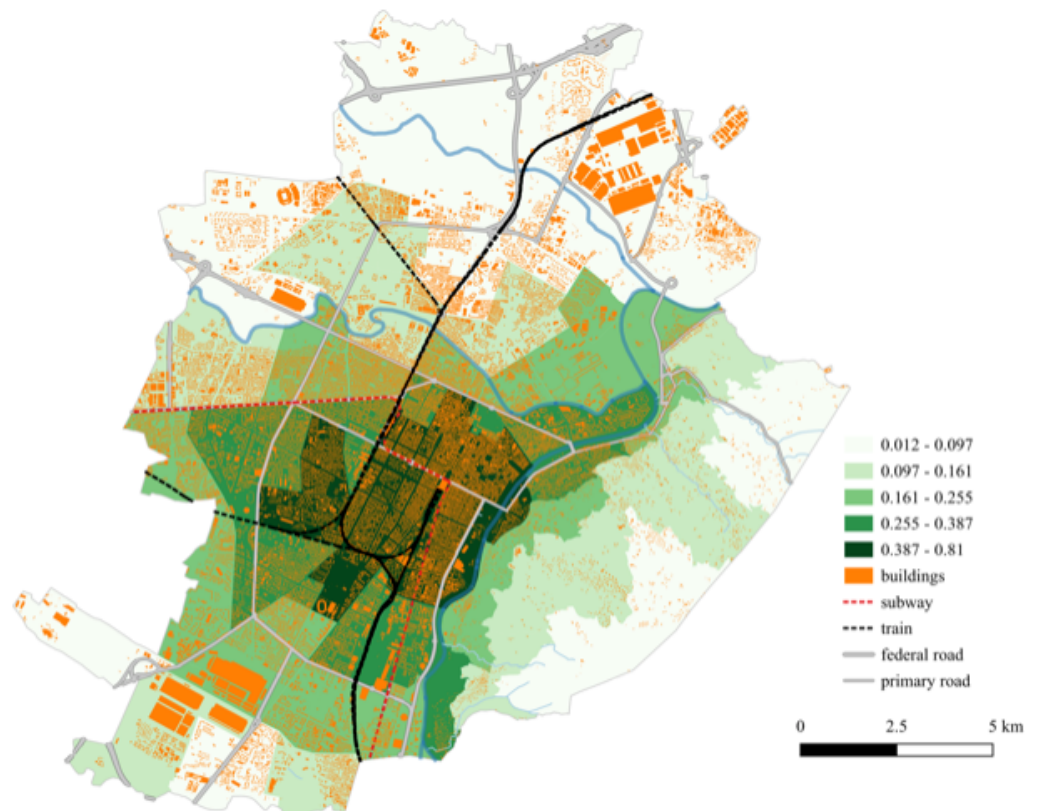 0.012 - 0.097
0.097 - 0.161
0.161 - 0.255
0.255 - 0.387
0.387 - 0.81
buildings
subway
train
federal road
primary road
0 2.5 5 km